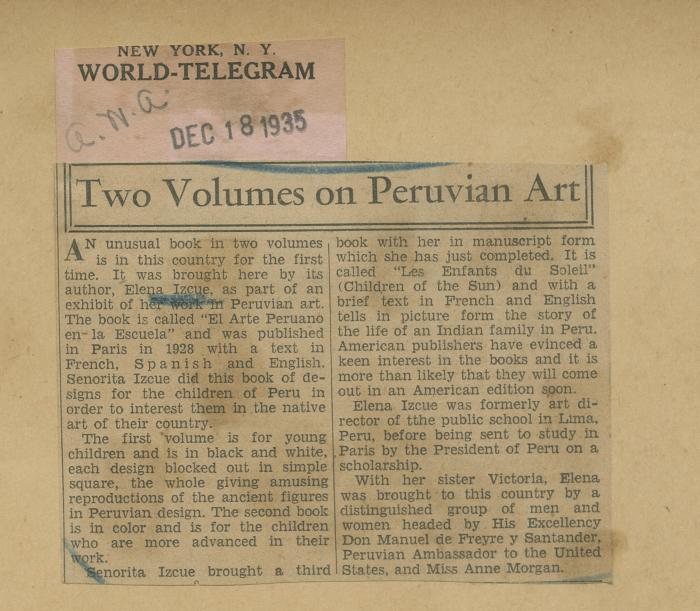 NEW YORK, N. Y.
WORLD-TELEGRAM
a. N. a.
DEC 18 1935
Two Volumes on Peruvian Art
AN unusual book in two volumes
is in this country for the first
time. It was brought here by its
author, Elena Izcue, as part of an
exhibit of her work in Peruvian art.
The book is called "El Arte Peruano
en la Escuela" and was published
in Paris in 1928 with a text in
French, Spanish and English.
Senorita Izcue did this book of de-
signs for the children of Peru in
order to interest them in the native
art of their country.
The first volume is for young
children and is in black and white,
each design blocked out in simple
square, the whole giving amusing
reproductions of the ancient figures
in Peruvian design. The second book
is in color and is for the children
who are more advanced in their
work.
Senorita Izcue brought a third
book with her in manuscript form
which she has just completed. It is
called "Les Enfants du Soleil"
(Children of the Sun) and with a
brief text in French and English
tells in picture form the story of
the life of an Indian family in Peru.
American publishers have evinced a
keen interest in the books and it is
more than likely that they will come
out in an American edition soon.
Elena Izcue was formerly art di-
rector of tthe public school in Lima,
Peru, before being sent to study in
Paris by the President of Peru on a
scholarship.
With her sister Victoria, Elena
was brought to this country by a
distinguished group of men and
women headed by His Excellency
Don Manuel de Freyre y Santander,
Peruvian Ambassador to the United
States, and Miss Anne Morgan.